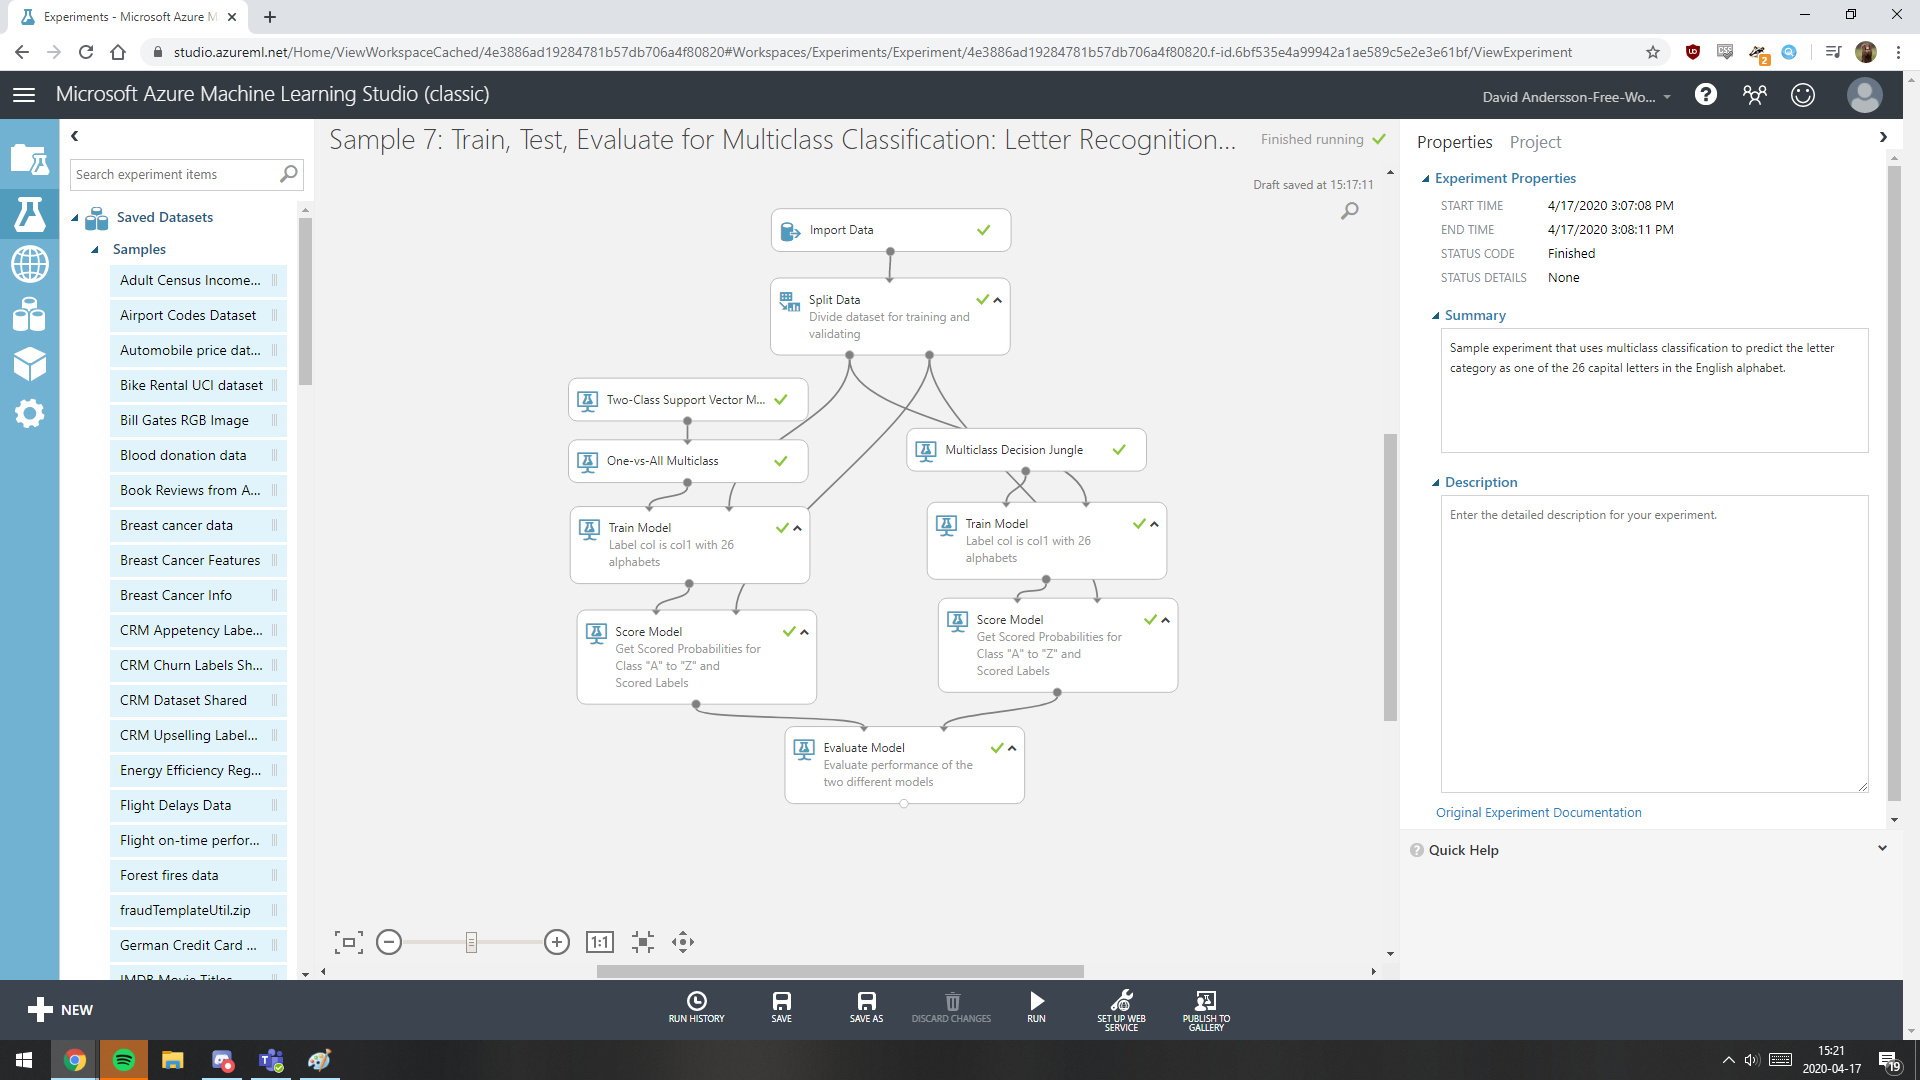 Experiments - Microsoft Azure M
studio.azureml.net/Home/ViewWorkspaceCached/4e3886ad19284781b57db706a4f80820#Workspaces/Experiments/Experiment/4e3886ad19284781b57db706a4f80820.f-id.6bf535e4a99942a1ae589c5e2e3e61bf/ViewExperiment
2
Microsoft Azure Machine Learning Studio (classic)
David Andersson-Free-Wo...
Search experiment items
Saved Datasets
Samples
Adult Census Income...
Airport Codes Dataset
Automobile price dat...
Bike Rental UCI dataset
Bill Gates RGB Image
Blood donation data
Book Reviews from A...
Breast cancer data
Breast Cancer Features
Breast Cancer Info
CRM Appetency Labe...
CRM Churn Labels Sh...
CRM Dataset Shared
CRM Upselling Label...
Energy Efficiency Reg...
Flight Delays Data
Flight on-time perfor...
Forest fires data
fraudTemplateUtil.zip
German Credit Card ...
IMDB Movie Titles
Sample 7: Train, Test, Evaluate for Multiclass Classification: Letter Recognition...
Finished running
Draft saved at 15:17:11
Import Data
Split Data
Divide dataset for training and
validating
Two-Class Support Vector M...
One-vs-All Multiclass
Multiclass Decision Jungle
Train Model
Label col is col1 with 26
alphabets
Train Model
Label col is col1 with 26
alphabets
Score Model
Get Scored Probabilities for
Class "A" to "Z" and
Scored Labels
Score Model
Get Scored Probabilities for
Class "A" to "Z" and
Scored Labels
Evaluate Model
Evaluate performance of the
two different models
1:1
Properties Project
Experiment Properties
START TIME 4/17/2020 3:07:08 PM
END TIME 4/17/2020 3:08:11 PM
STATUS CODE Finished
STATUS DETAILS None
Summary
Sample experiment that uses multiclass classification to predict the letter
category as one of the 26 capital letters in the English alphabet.
Description
Enter the detailed description for your experiment.
Original Experiment Documentation
Quick Help
NEW
RUN HISTORY
SAVE
SAVE AS
DISCARD CHANGES
RUN
SET UP WEB
SERVICE
PUBLISH TO
GALLERY
15:21
2020-04-17
19